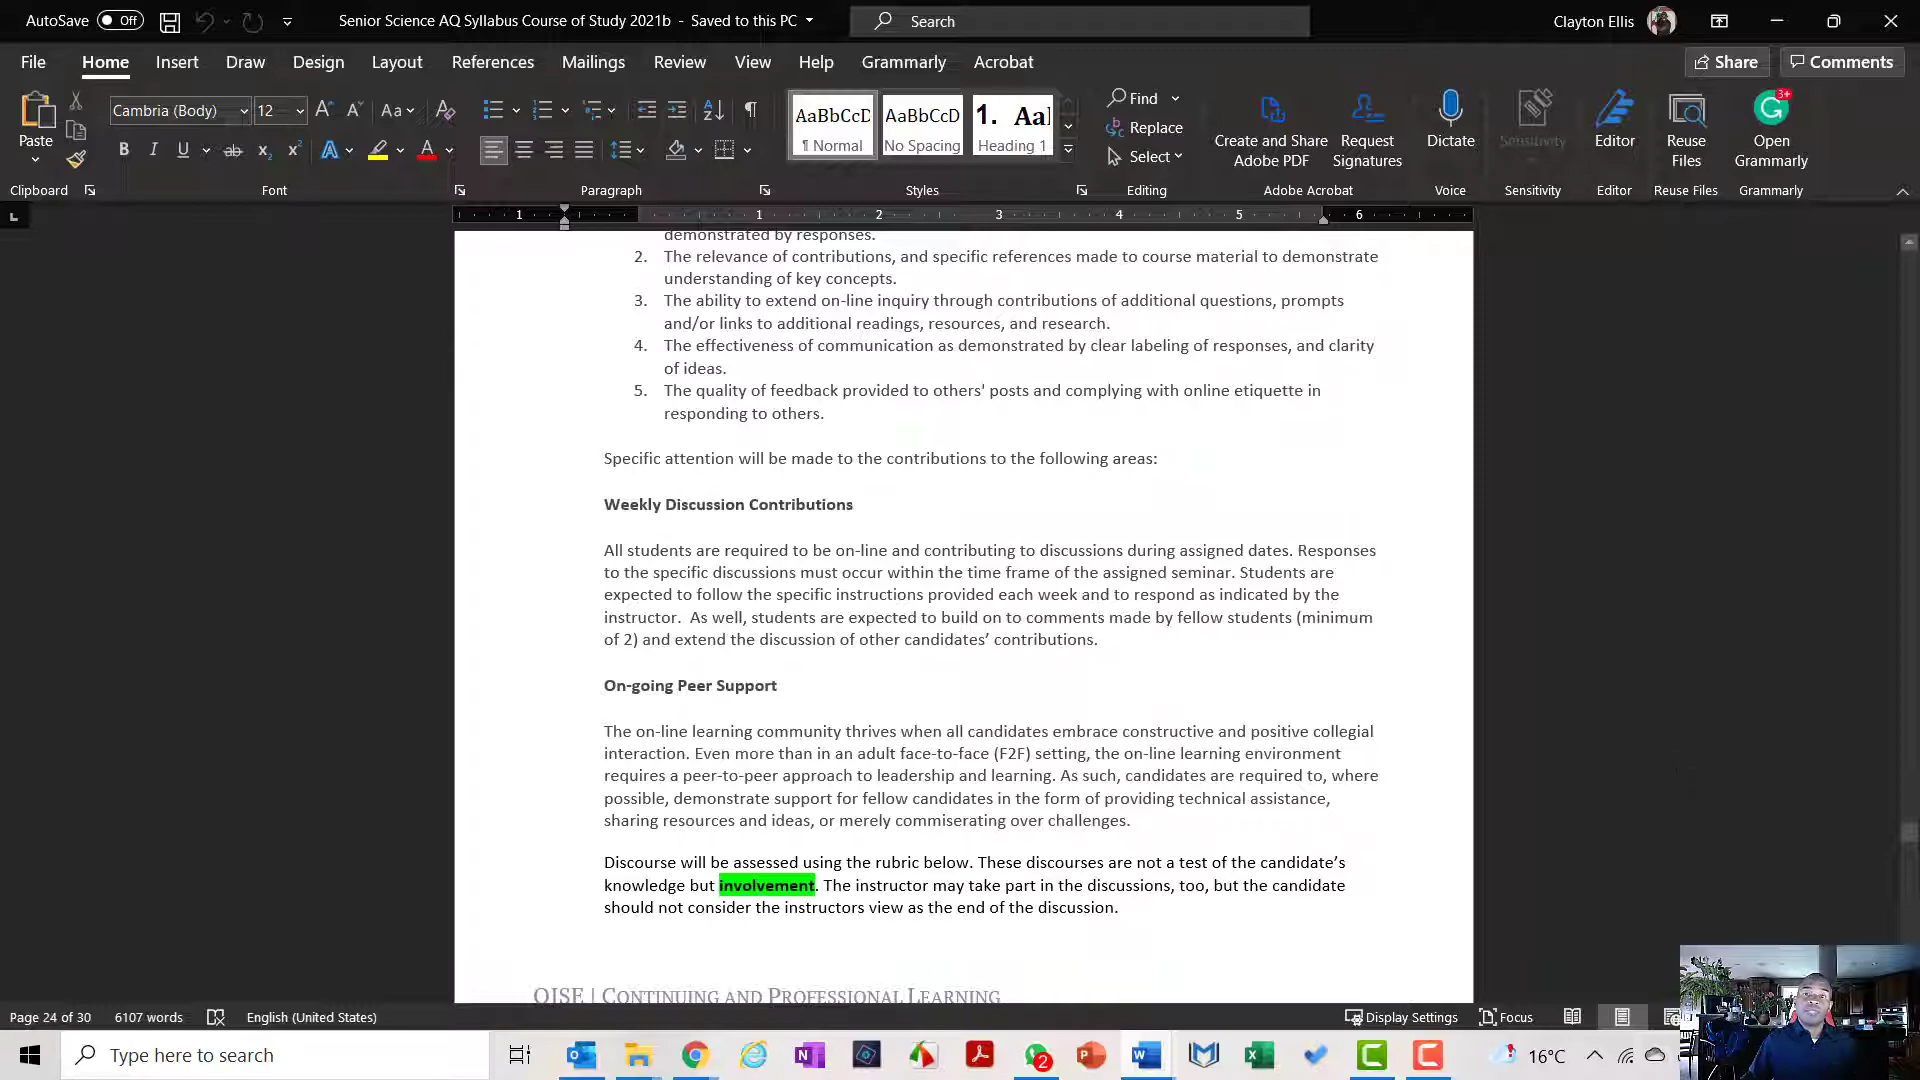 AutoSave Off Senior Science AQ Syllabus Course of Study 2021b - Saved to this PC Search Clayton Ellis
File Home Insert Draw Design Layout References Mailings Review View Help Grammarly Acrobat Share Comments
Paste Cambria (Body) 12 Aa AaBbCcD AaBbCcD 1. Aa Find Replace Select Create and Share Adobe PDF Request Signatures Dictate Sensitivity Editor Reuse Files 3+ Open Grammarly
¶ Normal No Spacing Heading 1
Clipboard Font Paragraph Styles Editing Adobe Acrobat Voice Sensitivity Editor Reuse Files Grammarly
1 1 2 3 4 5 6
demonstrated by responses.
2. The relevance of contributions, and specific references made to course material to demonstrate
understanding of key concepts.
3. The ability to extend on-line inquiry through contributions of additional questions, prompts
and/or links to additional readings, resources, and research.
4. The effectiveness of communication as demonstrated by clear labeling of responses, and clarity
of ideas.
5. The quality of feedback provided to others' posts and complying with online etiquette in
responding to others.
Specific attention will be made to the contributions to the following areas:
Weekly Discussion Contributions
All students are required to be on-line and contributing to discussions during assigned dates. Responses
to the specific discussions must occur within the time frame of the assigned seminar. Students are
expected to follow the specific instructions provided each week and to respond as indicated by the
instructor.  As well, students are expected to build on to comments made by fellow students (minimum
of 2) and extend the discussion of other candidates’ contributions.
On-going Peer Support
The on-line learning community thrives when all candidates embrace constructive and positive collegial
interaction. Even more than in an adult face-to-face (F2F) setting, the on-line learning environment
requires a peer-to-peer approach to leadership and learning. As such, candidates are required to, where
possible, demonstrate support for fellow candidates in the form of providing technical assistance,
sharing resources and ideas, or merely commiserating over challenges.
Discourse will be assessed using the rubric below. These discourses are not a test of the candidate’s
knowledge but involvement. The instructor may take part in the discussions, too, but the candidate
should not consider the instructors view as the end of the discussion.
OISE | Continuing and Professional Learning
Page 24 of 30 6107 words English (United States) Display Settings Focus
Type here to search 2 16°C